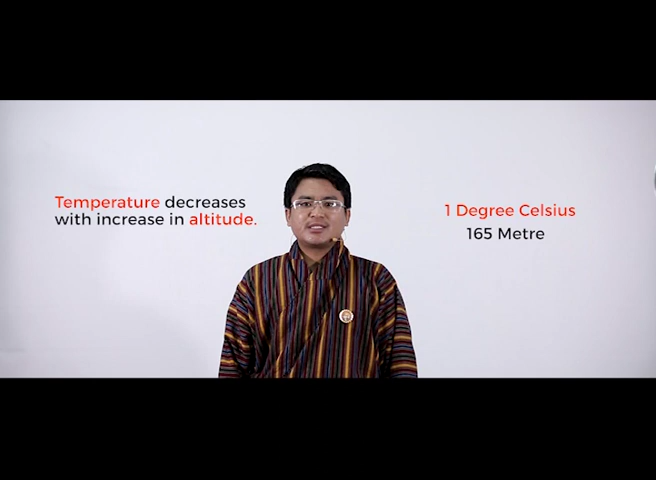 Temperature decreases
with increase in altitude.
1 Degree Celsius
165 Metre